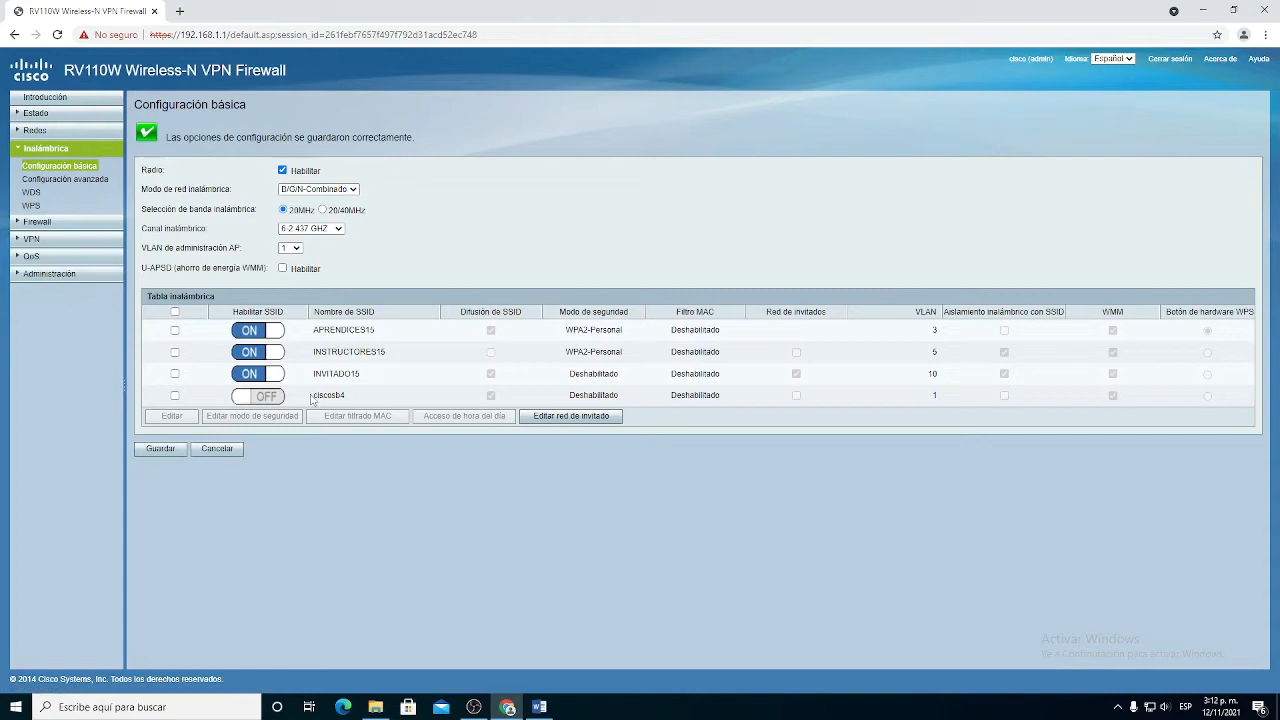 RV110W Wireless-N VPN Firewall
No seguro
https://192.168.1.1/default.asp;session_id=261febf7657f497f792d31acd52ec748
CISCO
RV110W Wireless-N VPN Firewall
cisco (admin) Idioma: Español Cerrar sesión Acerca de Ayuda
Introducción
Estado
Redes
Inalámbrica
Configuración básica
Configuración avanzada
WDS
WPS
Firewall
VPN
QoS
Administración
Configuración básica
Las opciones de configuración se guardaron correctamente.
Radio: Habilitar
Modo de red inalámbrica: B/G/N-Combinado
Selección de banda inalámbrica: 20MHz 20/40MHz
Canal inalámbrico: 6-2.437 GHZ
VLAN de administración AP: 1
U-APSD (ahorro de energía WMM): Habilitar
Tabla inalámbrica
Habilitar SSID Nombre de SSID Difusión de SSID Modo de seguridad Filtro MAC Red de invitados VLAN Aislamiento inalámbrico con SSID WMM Botón de hardware WPS
ON APRENDICES15 WPA2-Personal Deshabilitado 3
ON INSTRUCTORES15 WPA2-Personal Deshabilitado 5
ON INVITADO15 Deshabilitado Deshabilitado 10
OFF ciscosb4 Deshabilitado Deshabilitado 1
Editar Editar modo de seguridad Editar filtrado MAC Acceso de hora del día Editar red de invitado
Guardar Cancelar
Activar Windows
Ve a Configuración para activar Windows.
© 2014 Cisco Systems, Inc. Todos los derechos reservados.
Escribe aquí para buscar
ESP
3:12 p. m.
12/11/2021